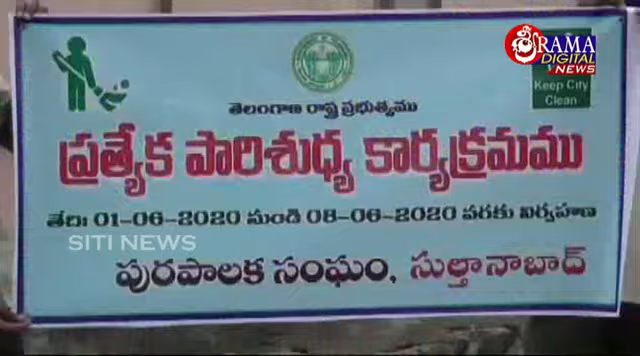 శ్రీRAMA
DIGITAL
NEWS
Keep City
Clean
తెలంగాణ రాష్ట్ర ప్రభుత్వము
ప్రత్యేక పారిశుధ్య కార్యక్రమము
తేది: 01-06-2020 నుండి 08-06-2020 వరకు నిర్వహణ
SITI NEWS
పురపాలక సంఘం, సుల్తానాబాద్